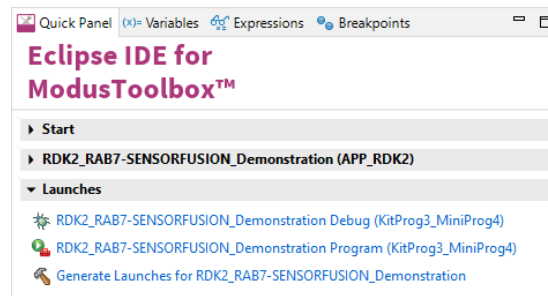 Quick Panel (x)= Variables Expressions Breakpoints
Eclipse IDE for
ModusToolbox™
Start
RDK2_RAB7-SENSORFUSION_Demonstration (APP_RDK2)
Launches
RDK2_RAB7-SENSORFUSION_Demonstration Debug (KitProg3_MiniProg4)
RDK2_RAB7-SENSORFUSION_Demonstration Program (KitProg3_MiniProg4)
Generate Launches for RDK2_RAB7-SENSORFUSION_Demonstration